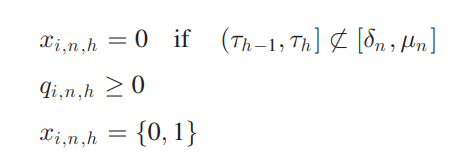 x_{i,n,h} = 0 if (τ_{h−1}, τ_h] ⊄ [δ_n, μ_n]
q_{i,n,h} ≥ 0
x_{i,n,h} = {0, 1}